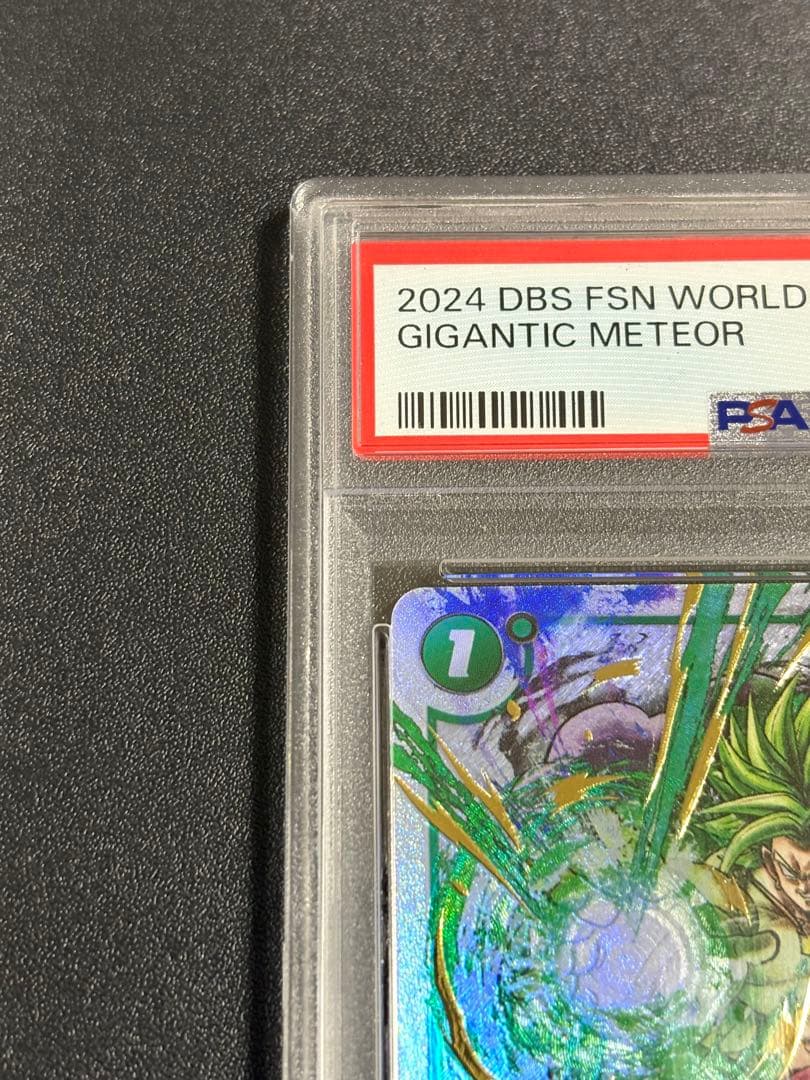 2024 DBS FSN WORLD
GIGANTIC METEOR
PSA
1